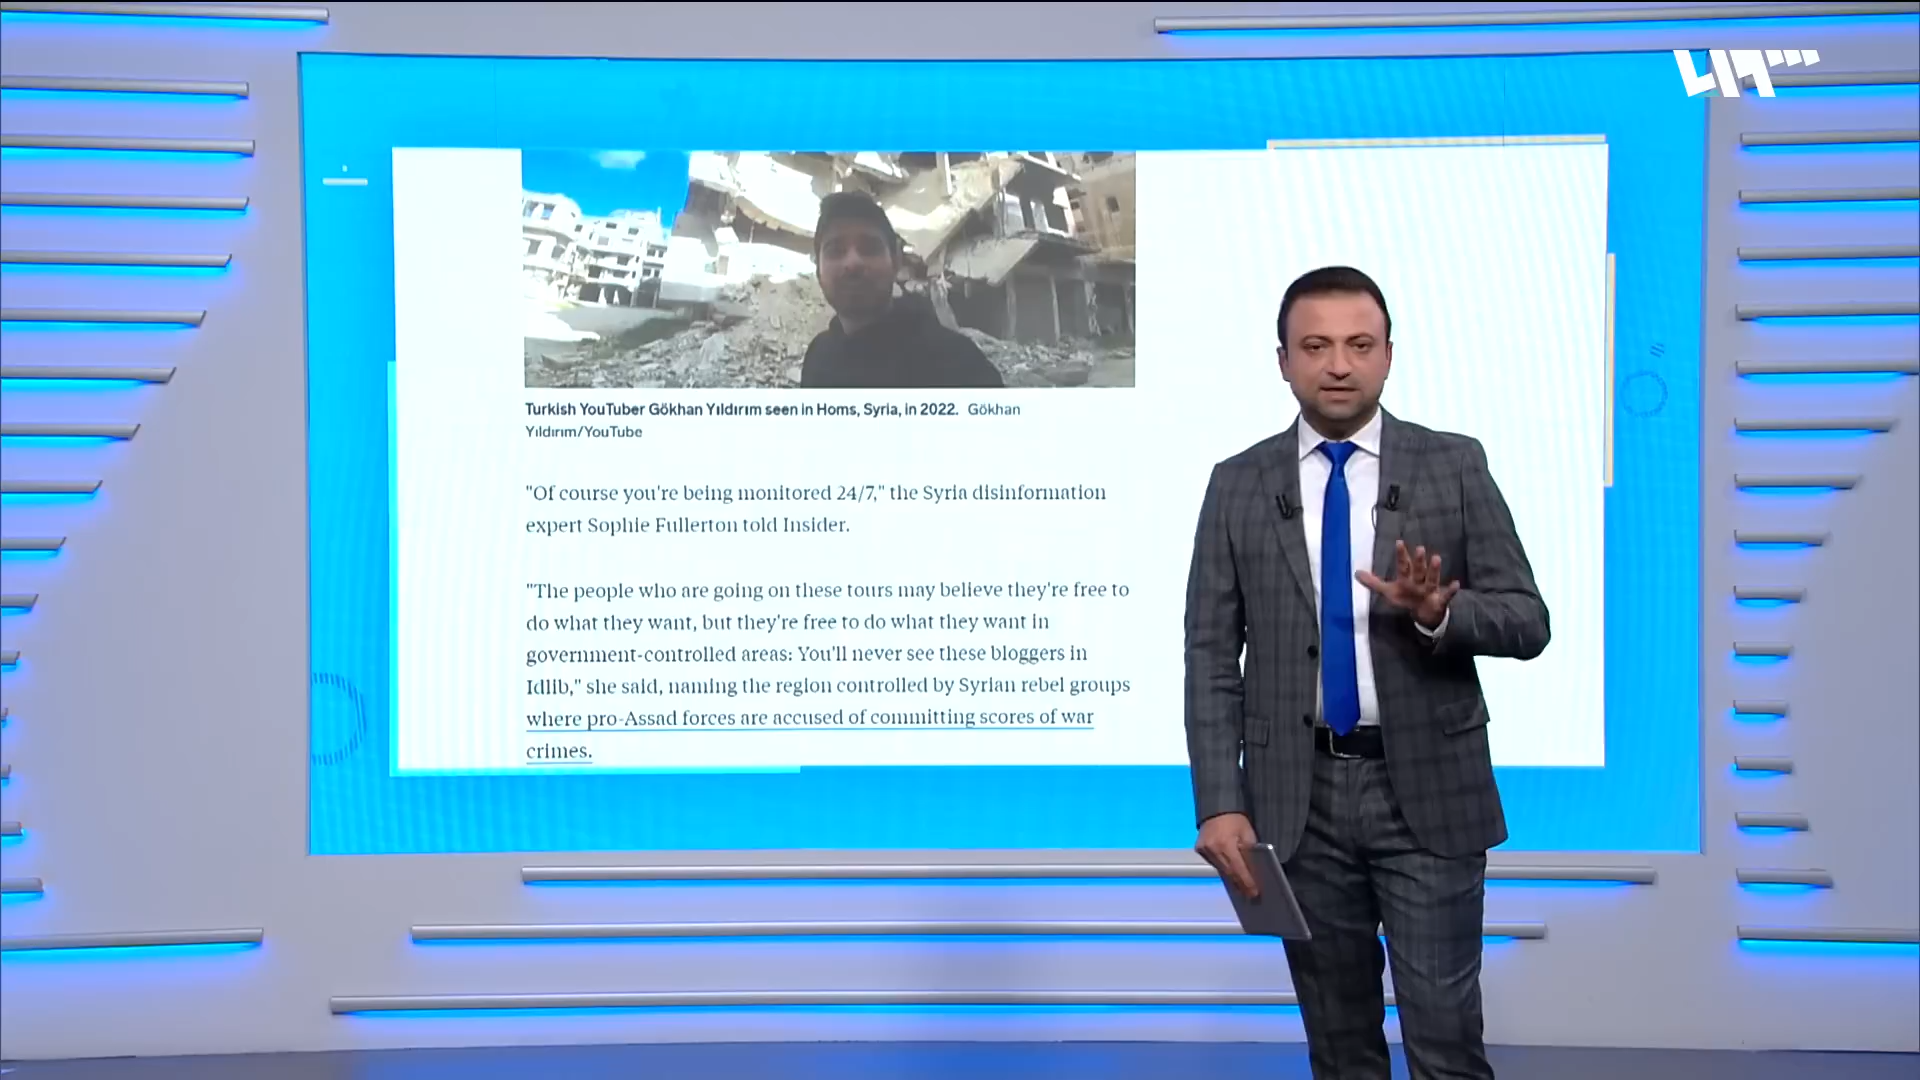 Turkish YouTuber Gökhan Yıldırım seen in Homs, Syria, in 2022. Gökhan
Yıldırım/YouTube
"Of course you're being monitored 24/7," the Syria disinformation
expert Sophie Fullerton told Insider.
"The people who are going on these tours may believe they're free to
do what they want, but they're free to do what they want in
government-controlled areas: You'll never see these bloggers in
Idlib," she said, naming the region controlled by Syrian rebel groups
where pro-Assad forces are accused of committing scores of war
crimes.